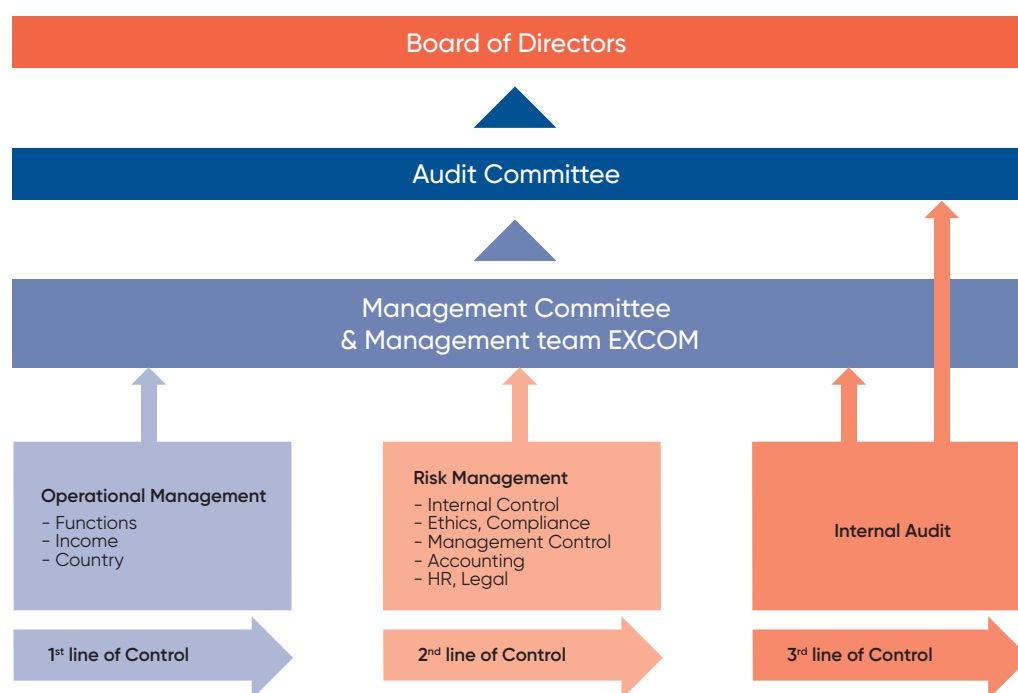 Board of Directors
Audit Committee
Management Committee
& Management team EXCOM
Operational Management
- Functions
- Income
- Country
Risk Management
- Internal Control
- Ethics, Compliance
- Management Control
- Accounting
- HR, Legal
Internal Audit
1st line of Control
2nd line of Control
3rd line of Control